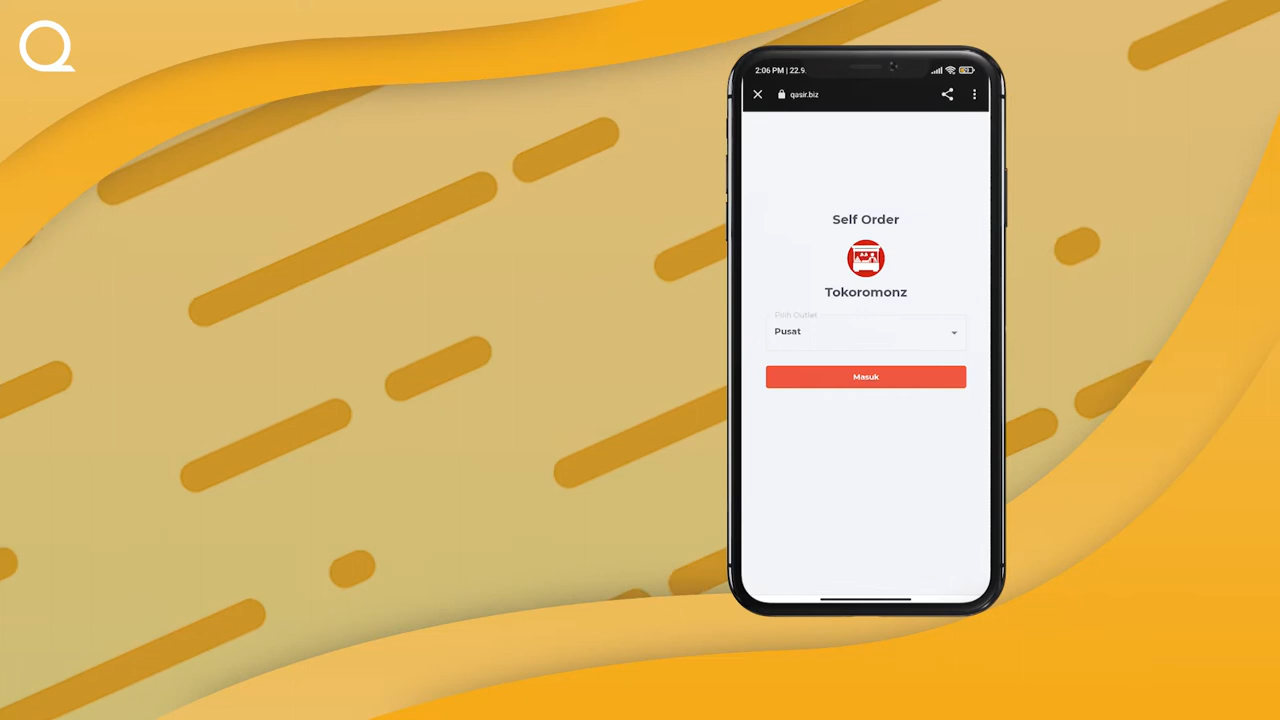 2:06 PM | 22.9.
qasir.biz
Self Order
Tokoromonz
Pilih Outlet
Pusat
Masuk